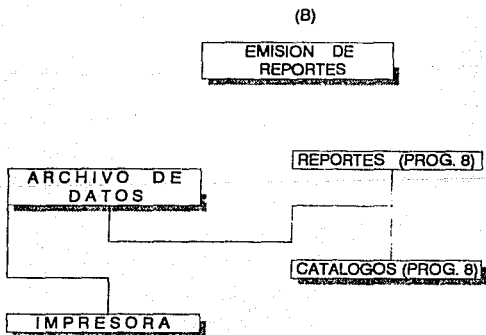 (B)
EMISION DE
REPORTES
REPORTES (PROG. 8)
ARCHIVO DE
DATOS
CATALOGOS (PROG. 8)
IMPRESORA